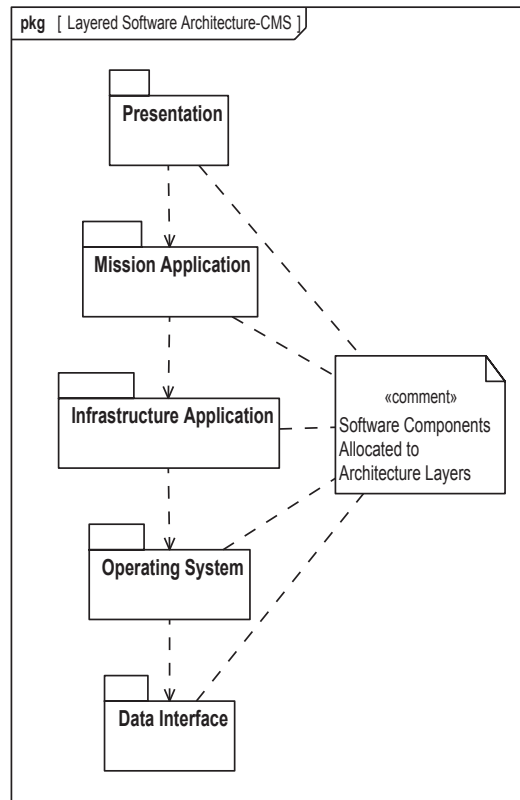 pkg [ Layered Software Architecture-CMS ]
Presentation
Mission Application
Infrastructure Application
«comment»
Software Components
Allocated to
Architecture Layers
Operating System
Data Interface